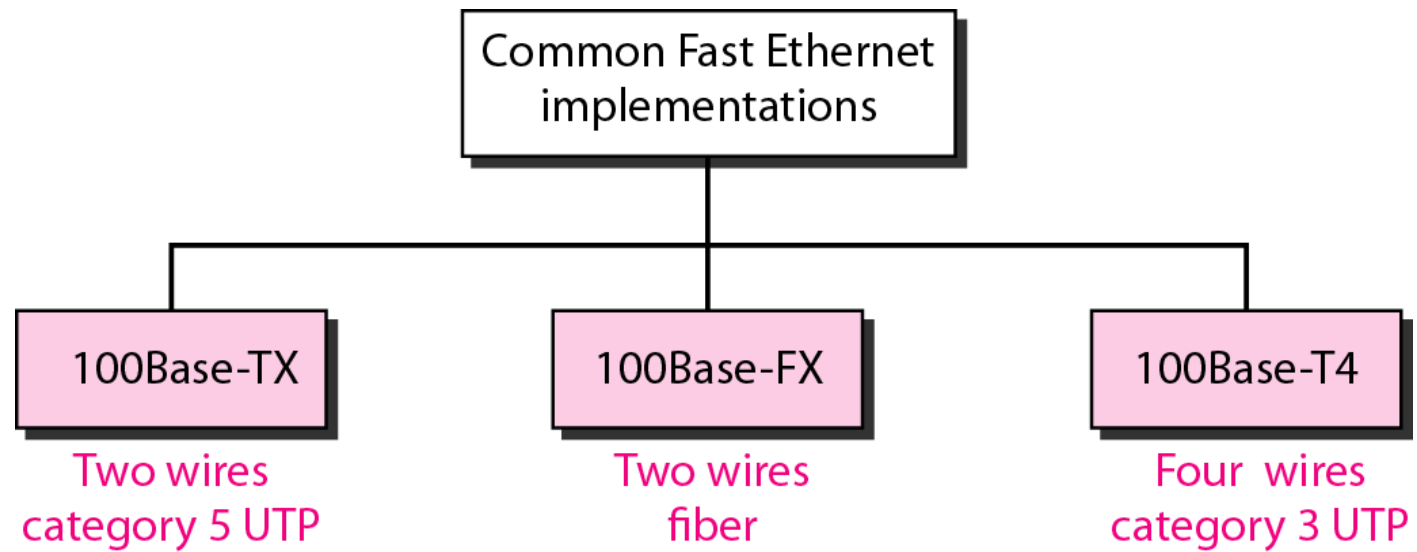 Common Fast Ethernet
implementations
100Base-TX
100Base-FX
100Base-T4
Two wires
category 5 UTP
Two wires
fiber
Four wires
category 3 UTP